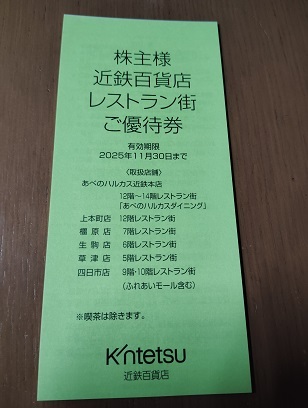 株主様
近鉄百貨店
レストラン街
ご優待券
有効期限
2025年11月30日まで
〈取扱店舗〉
あべのハルカス近鉄本店
12階〜14階レストラン街
「あべのハルカスダイニング」
上本町店 12階レストラン街
橿原店 7階レストラン街
生駒店 6階レストラン街
草津店 5階レストラン街
四日市店 9階・10階レストラン街
(ふれあいモール含む)
※喫茶は除きます。
Kintetsu
近鉄百貨店